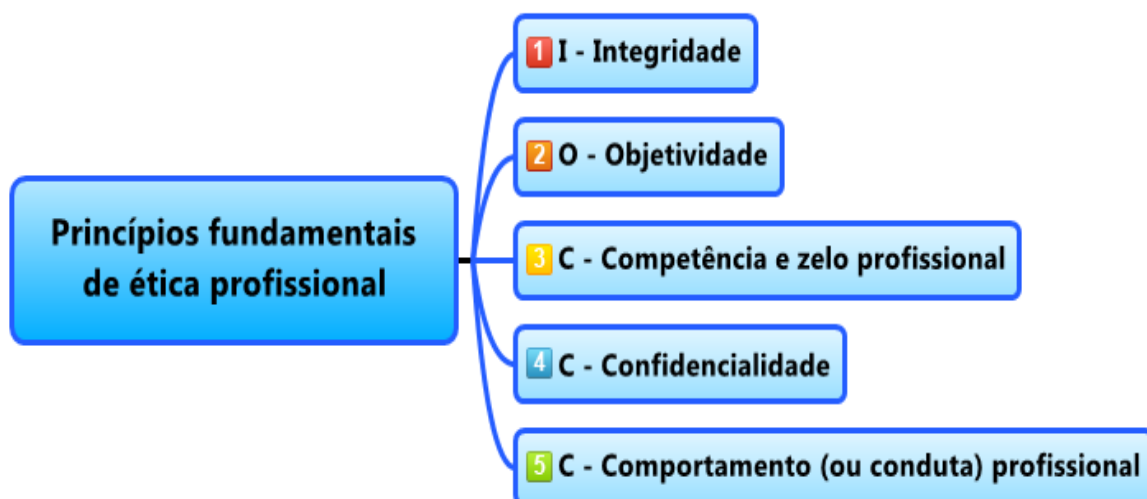 Princípios fundamentais
de ética profissional
1 I - Integridade
2 O - Objetividade
3 C - Competência e zelo profissional
4 C - Confidencialidade
5 C - Comportamento (ou conduta) profissional